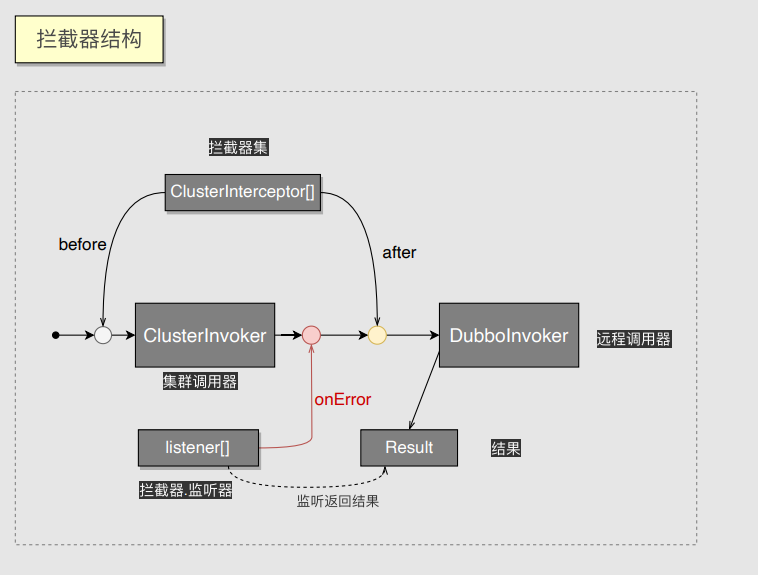 拦截器结构
拦截器集
ClusterInterceptor[]
before
after
ClusterInvoker
DubboInvoker
远程调用器
集群调用器
onError
listener[]
Result
结果
拦截器.监听器
监听返回结果